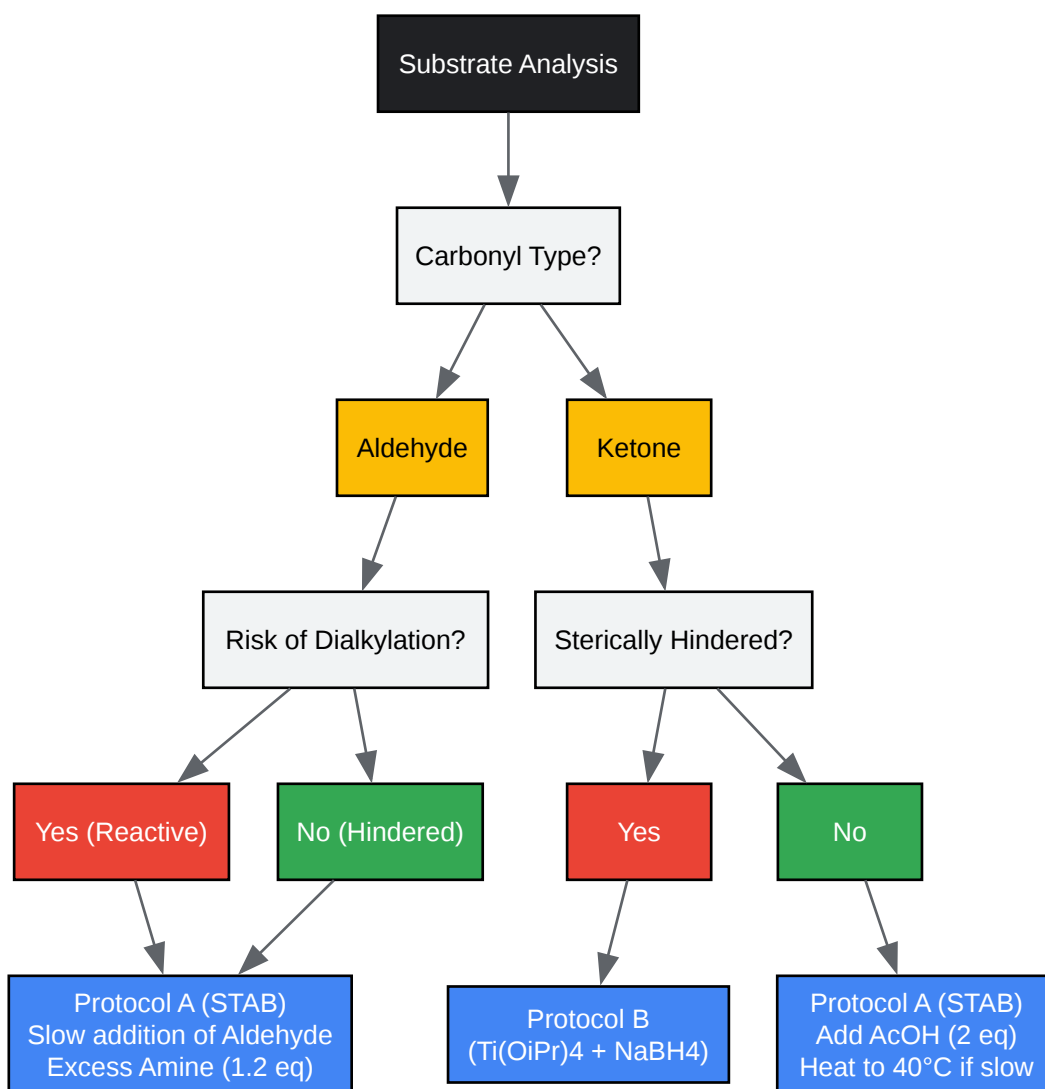 Substrate Analysis
Carbonyl Type?
Aldehyde
Ketone
Risk of Dialkylation?
Sterically Hindered?
Yes (Reactive)
No (Hindered)
Yes
No
Protocol A (STAB)
Slow addition of Aldehyde
Excess Amine (1.2 eq)
Protocol B
(Ti(OiPr)4 + NaBH4)
Protocol A (STAB)
Add AcOH (2 eq)
Heat to 40°C if slow